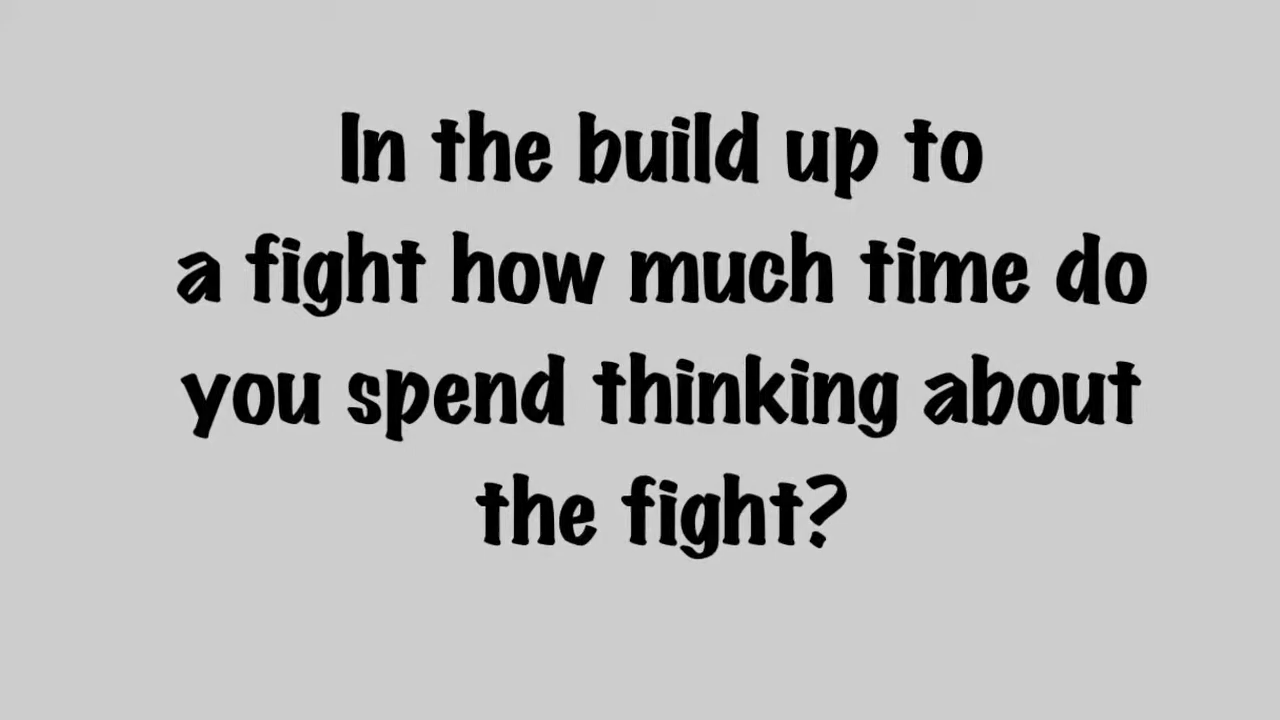 In the build up to
a fight how much time do
you spend thinking about
the fight?